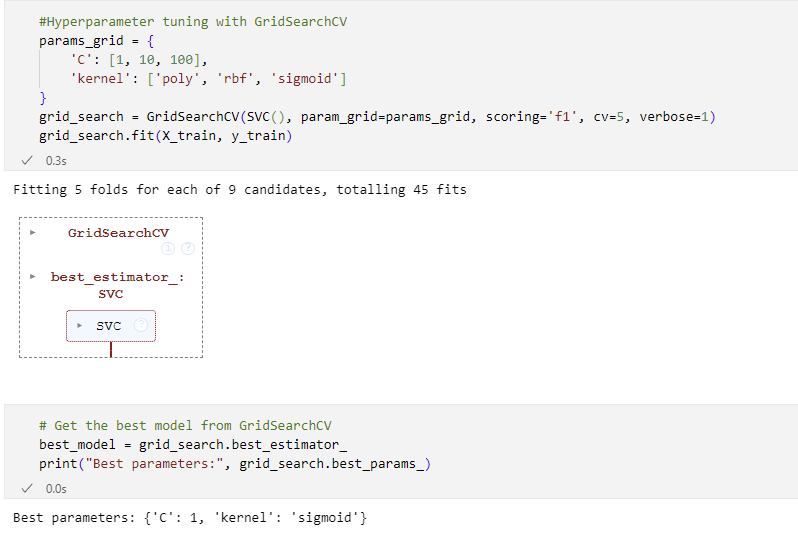 #Hyperparameter tuning with GridSearchCV
params_grid = {
    'C': [1, 10, 100],
    'kernel': ['poly', 'rbf', 'sigmoid']
}
grid_search = GridSearchCV(SVC(), param_grid=params_grid, scoring='f1', cv=5, verbose=1)
grid_search.fit(X_train, y_train)
✓ 0.3s
Fitting 5 folds for each of 9 candidates, totalling 45 fits
▸ GridSearchCV
i ?
▸ best_estimator_:
SVC
▸ SVC ?
# Get the best model from GridSearchCV
best_model = grid_search.best_estimator_
print("Best parameters:", grid_search.best_params_)
✓ 0.0s
Best parameters: {'C': 1, 'kernel': 'sigmoid'}